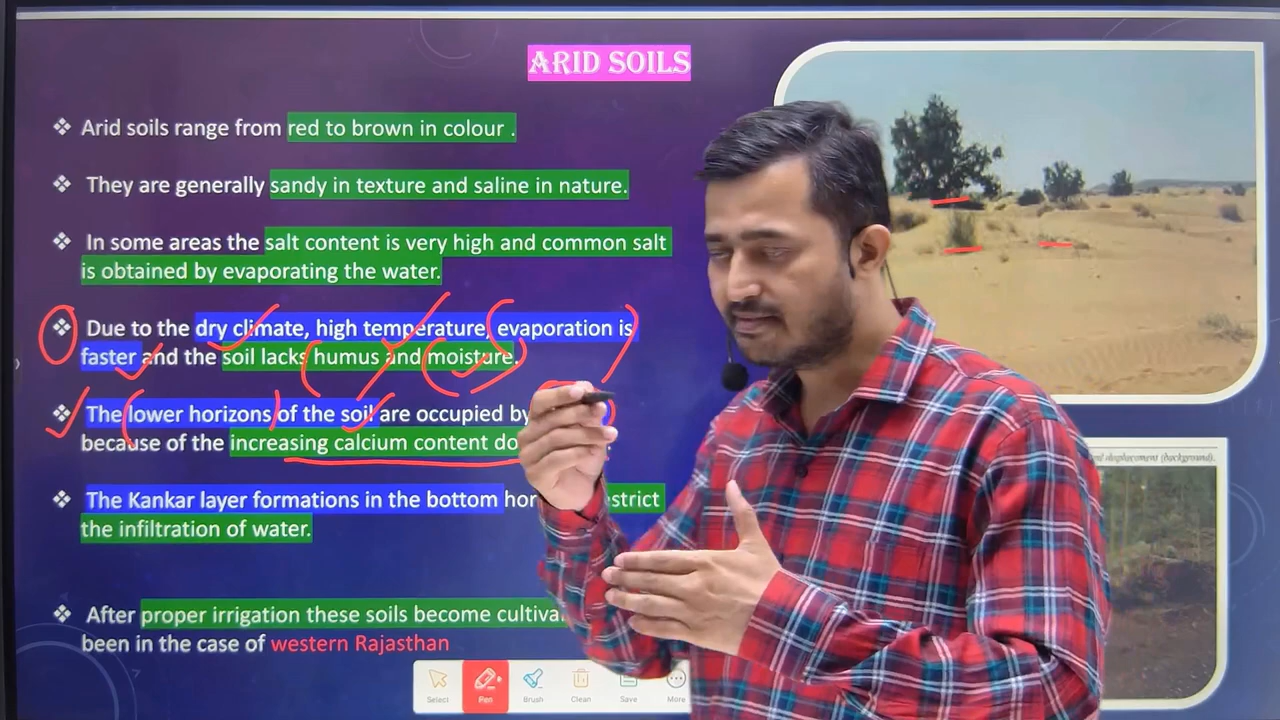 ARID SOILS
❖ Arid soils range from red to brown in colour .
❖ They are generally sandy in texture and saline in nature.
❖ In some areas the salt content is very high and common salt
is obtained by evaporating the water.
❖ Due to the dry climate, high temperature, evaporation is
faster and the soil lacks humus and moisture.
❖ The lower horizons of the soil are occupied by
because of the increasing calcium content
❖ The Kankar layer formations in the bottom
the infiltration of water.
❖ After proper irrigation these soils become
been in the case of western Rajasthan
displacement (background).
Select
Pen
Brush
Clean
Save
More